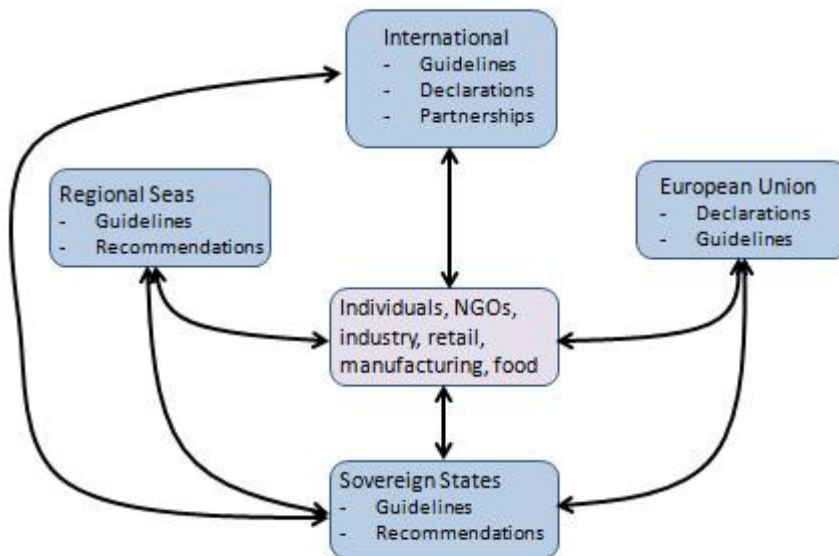 International
- Guidelines
- Declarations
- Partnerships
Regional Seas
- Guidelines
- Recommendations
European Union
- Declarations
- Guidelines
Individuals, NGOs,
industry, retail,
manufacturing, food
Sovereign States
- Guidelines
- Recommendations